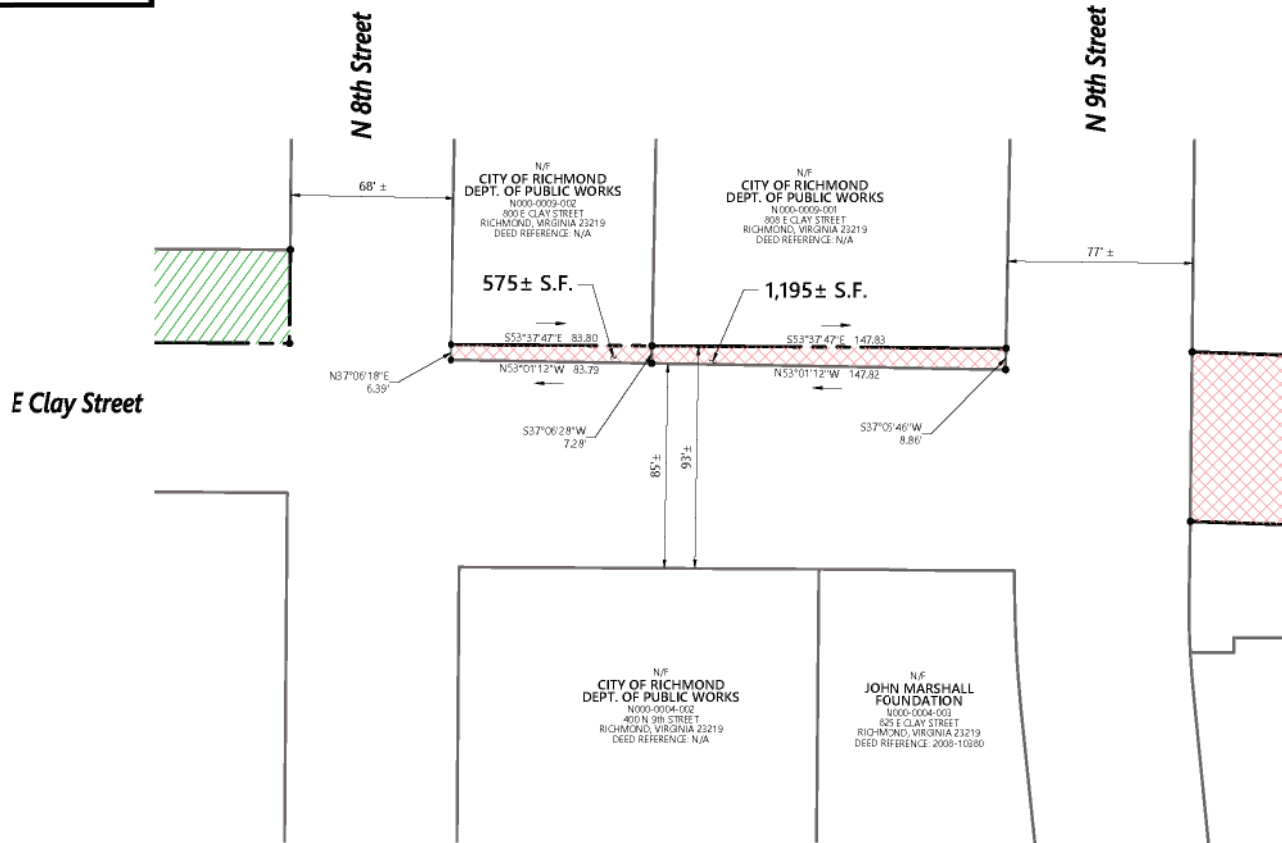 N 8th Street
N 9th Street
68' ±
N/F
CITY OF RICHMOND
DEPT. OF PUBLIC WORKS
N000-0009-002
800 E CLAY STREET
RICHMOND, VIRGINIA 23219
DEED REFERENCE: N/A
N/F
CITY OF RICHMOND
DEPT. OF PUBLIC WORKS
N000-0009-001
808 E CLAY STREET
RICHMOND, VIRGINIA 23219
DEED REFERENCE: N/A
77' ±
575± S.F.
1,195± S.F.
S53°37'47"E 83.80
S53°37'47"E 147.83
N53°01'12"W 83.79
N53°01'12"W 147.82
N37°06'18"E
6.39'
E Clay Street
S37°06'28"W
7.28'
S37°05'46"W
8.86'
85'±
93'±
N/F
CITY OF RICHMOND
DEPT. OF PUBLIC WORKS
N000-0004-002
400 N 9th STREET
RICHMOND, VIRGINIA 23219
DEED REFERENCE: N/A
N/F
JOHN MARSHALL
FOUNDATION
N000-0004-003
825 E CLAY STREET
RICHMOND, VIRGINIA 23219
DEED REFERENCE: 2008-10380